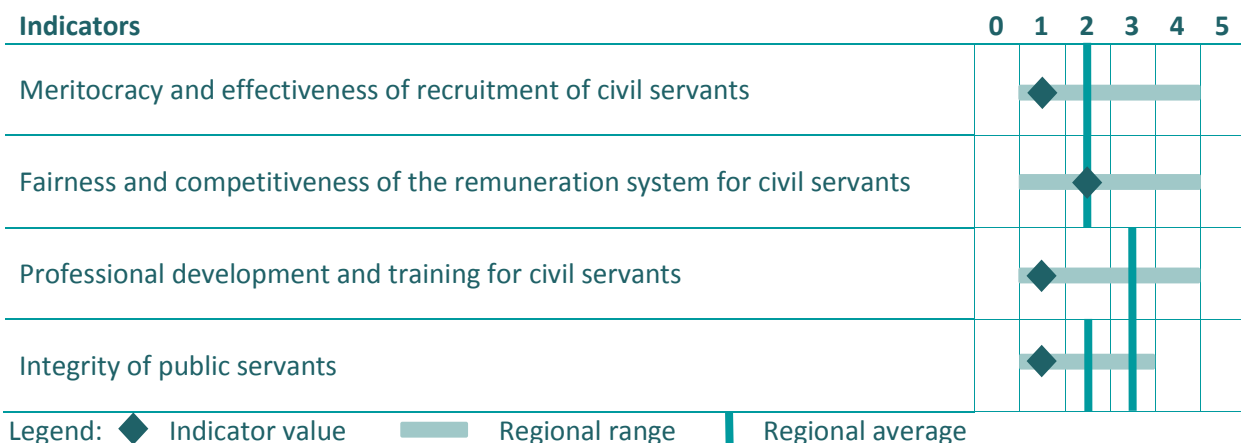 Indicators 0 1 2 3 4 5
Meritocracy and effectiveness of recruitment of civil servants
Fairness and competitiveness of the remuneration system for civil servants
Professional development and training for civil servants
Integrity of public servants
Legend: Indicator value Regional range Regional average